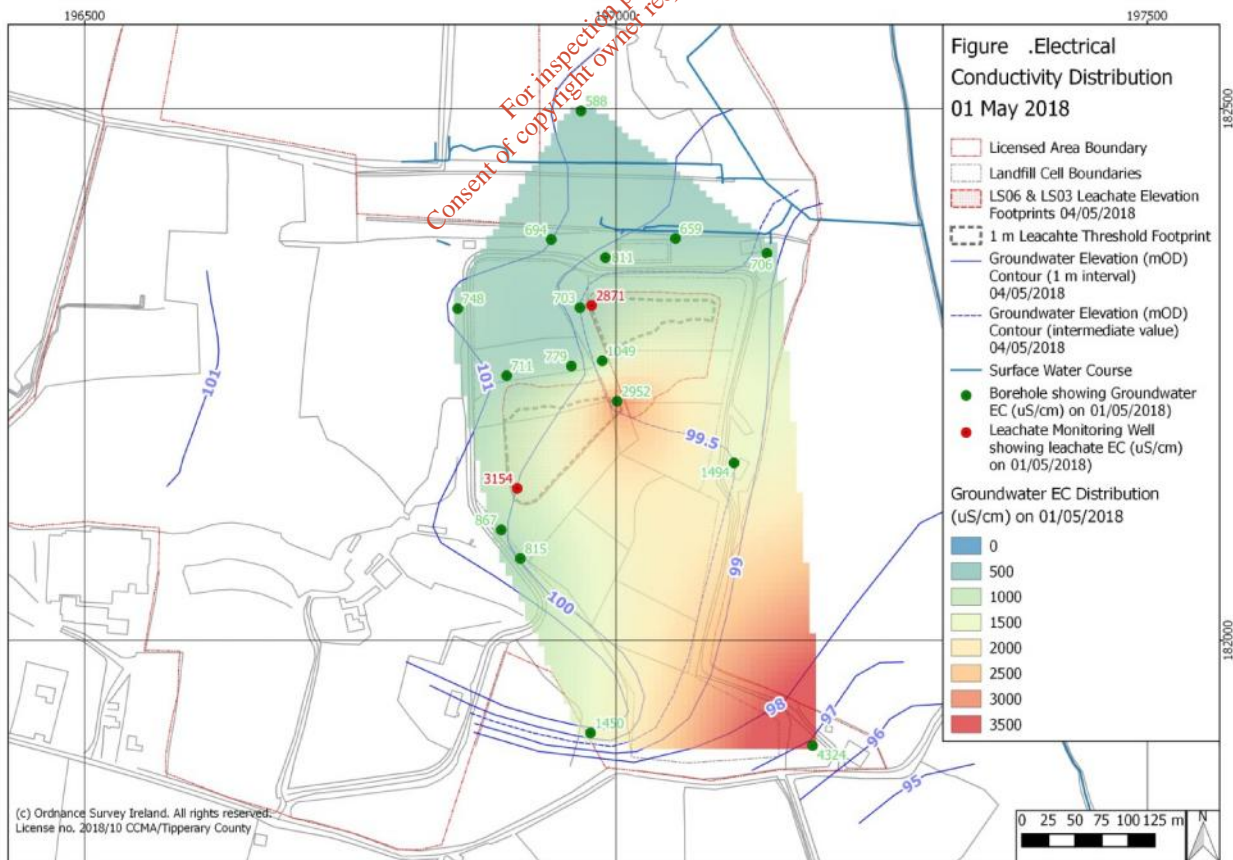 196500
197000
197500
For inspection p
Consent of copyright owner req
Figure .Electrical
Conductivity Distribution
01 May 2018
Licensed Area Boundary
Landfill Cell Boundaries
LS06 & LS03 Leachate Elevation
Footprints 04/05/2018
1 m Leacahte Threshold Footprint
Groundwater Elevation (mOD)
Contour (1 m interval)
04/05/2018
Groundwater Elevation (mOD)
Contour (intermediate value)
04/05/2018
Surface Water Course
Borehole showing Groundwater
EC (uS/cm) on 01/05/2018)
Leachate Monitoring Well
showing leachate EC (uS/cm)
on 01/05/2018)
Groundwater EC Distribution
(uS/cm) on 01/05/2018
0
500
1000
1500
2000
2500
3000
3500
182500
182000
588
694
659
811
706
748
703
2871
101
101
711
779
1049
2952
99.5
1494
3154
867
815
99
100
98
97
96
95
1450
4324
(c) Ordnance Survey Ireland. All rights reserved.
License no. 2018/10 CCMA/Tipperary County
0 25 50 75 100 125 m
N